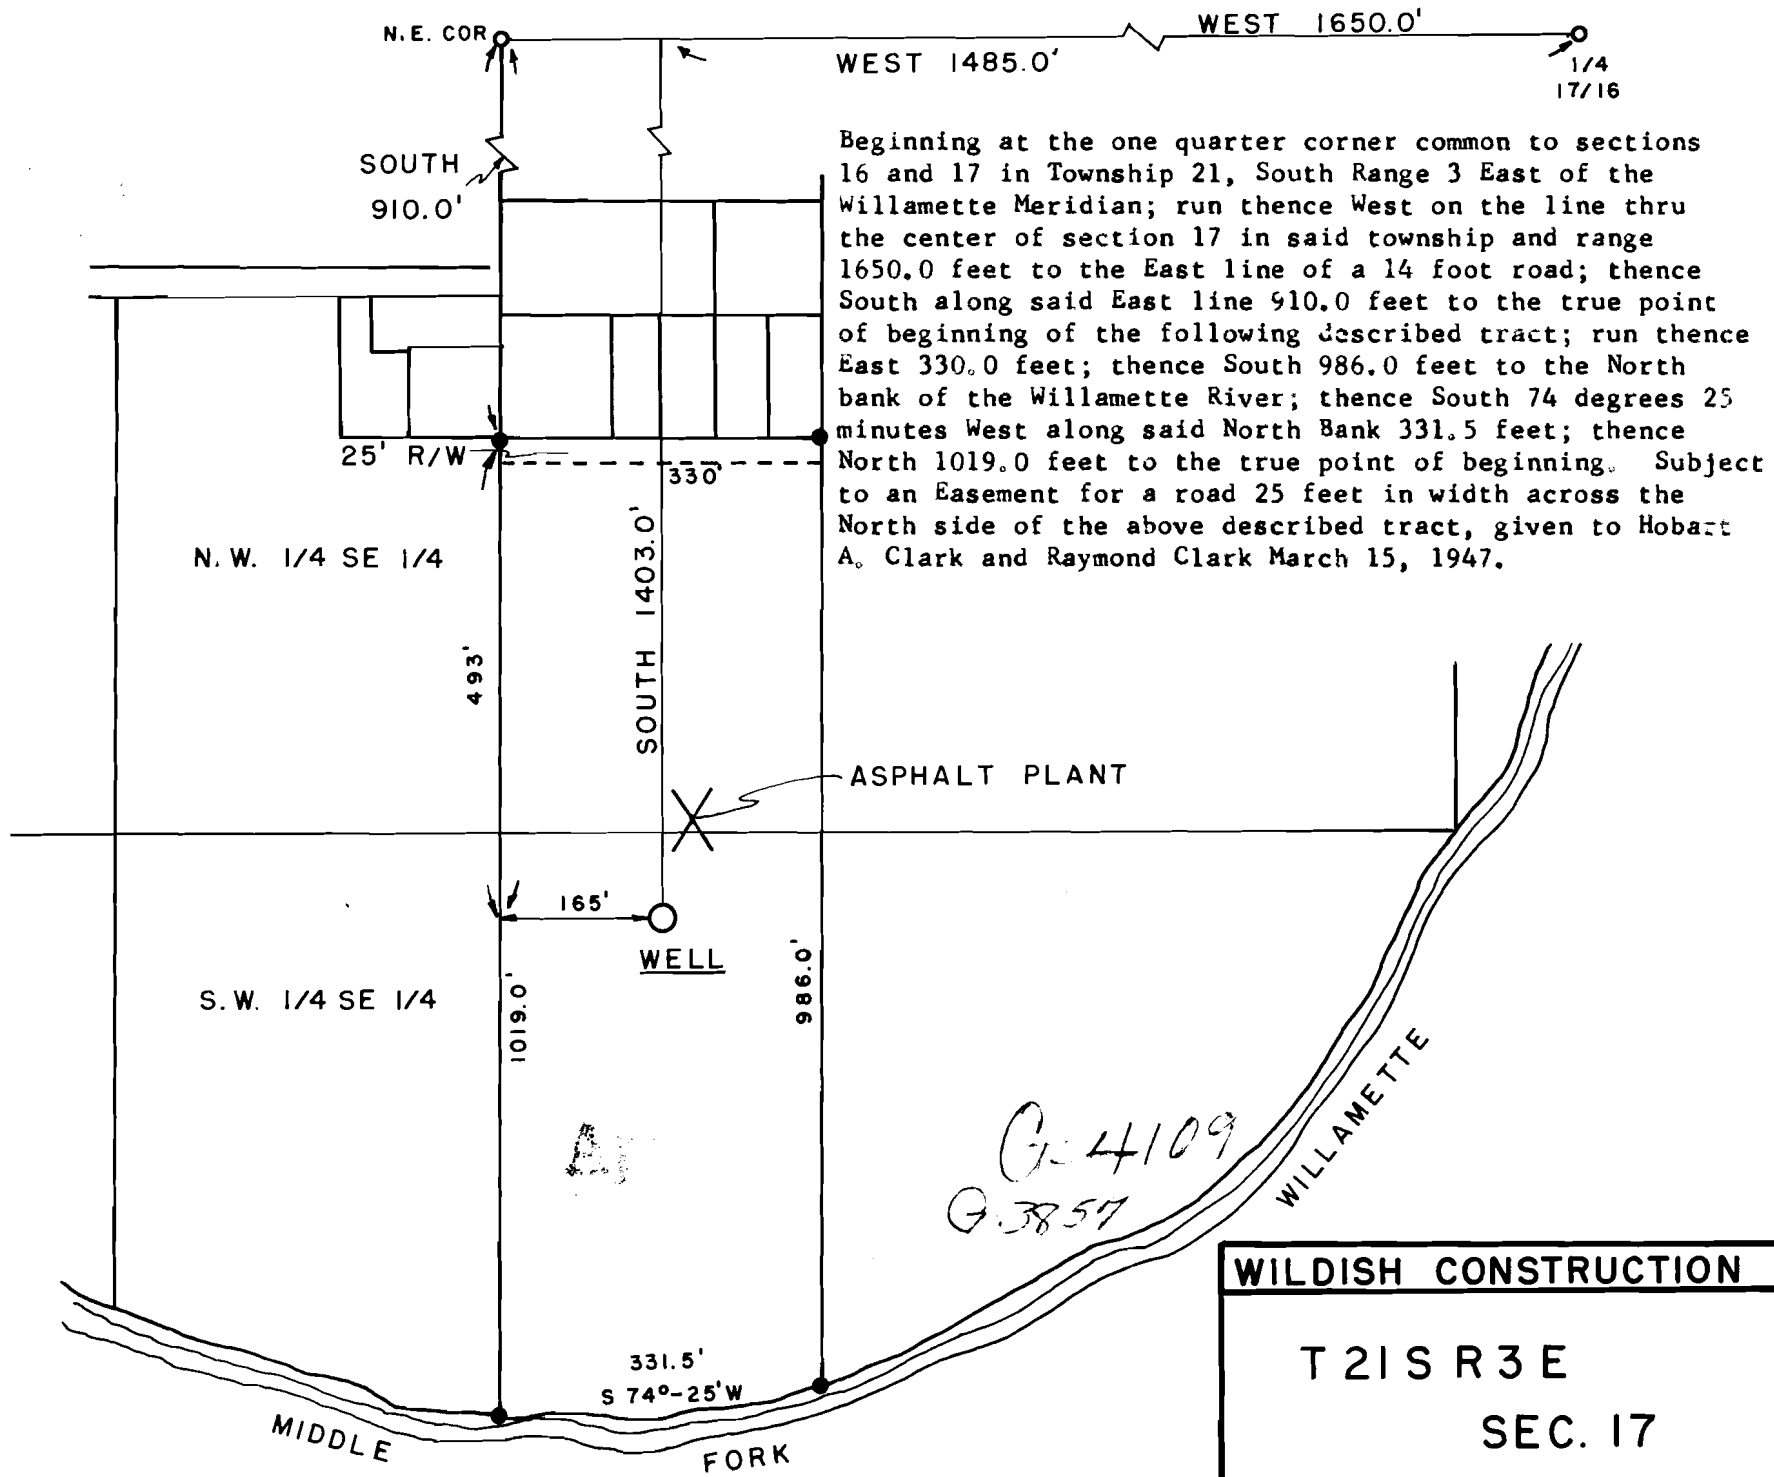 N.E. COR
WEST 1650.0'
WEST 1485.0'
1/4
17/16
SOUTH
910.0'
Beginning at the one quarter corner common to sections
16 and 17 in Township 21, South Range 3 East of the
Willamette Meridian; run thence West on the line thru
the center of section 17 in said township and range
1650.0 feet to the East line of a 14 foot road; thence
South along said East line 910.0 feet to the true point
of beginning of the following described tract; run thence
East 330.0 feet; thence South 986.0 feet to the North
bank of the Willamette River; thence South 74 degrees 25
minutes West along said North Bank 331.5 feet; thence
North 1019.0 feet to the true point of beginning. Subject
to an Easement for a road 25 feet in width across the
North side of the above described tract, given to Hobart
A. Clark and Raymond Clark March 15, 1947.
25' R/W
330'
N.W. 1/4 SE 1/4
SOUTH 1403.0'
493'
ASPHALT PLANT
165'
WELL
S.W. 1/4 SE 1/4
1019.0'
986.0'
G-4109
G-3857
WILLAMETTE
331.5'
S 74°-25'W
MIDDLE
FORK
WILDISH CONSTRUCTION
T 21 S R 3 E
SEC. 17